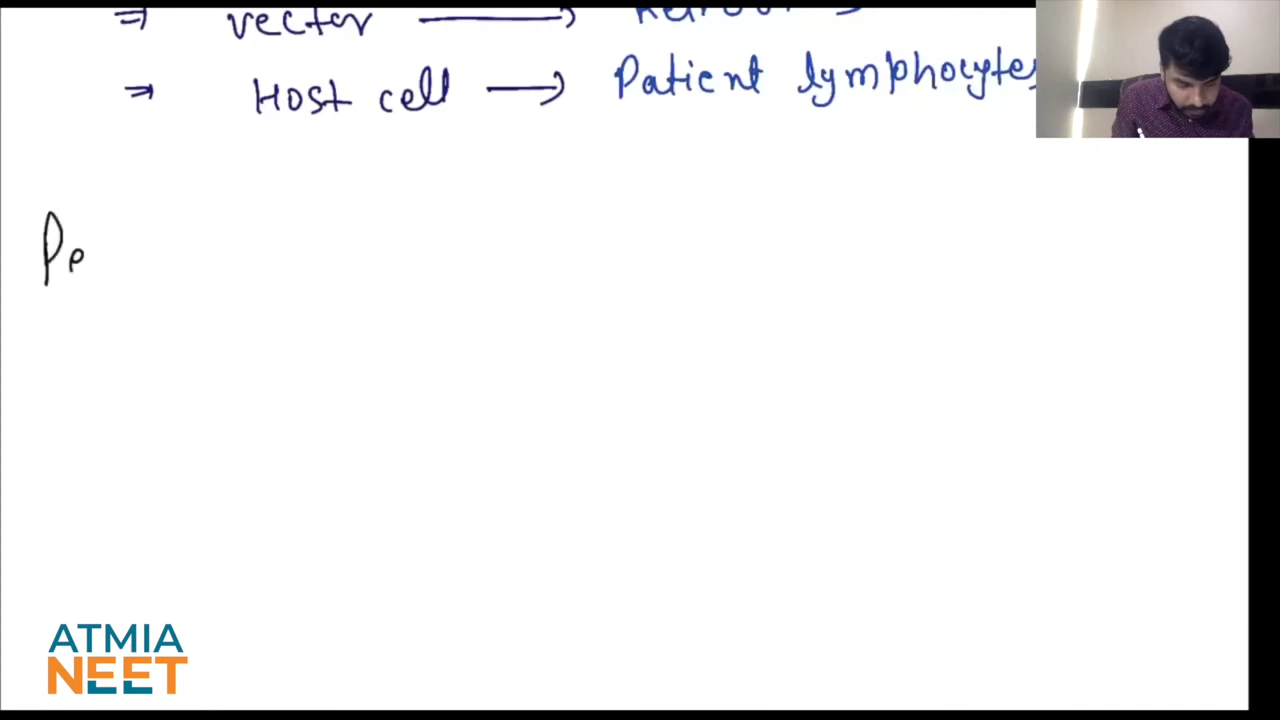 ⇒ vector →
⇒ Host cell → Patient lymphocytes
Pe
ATMIA
NEET